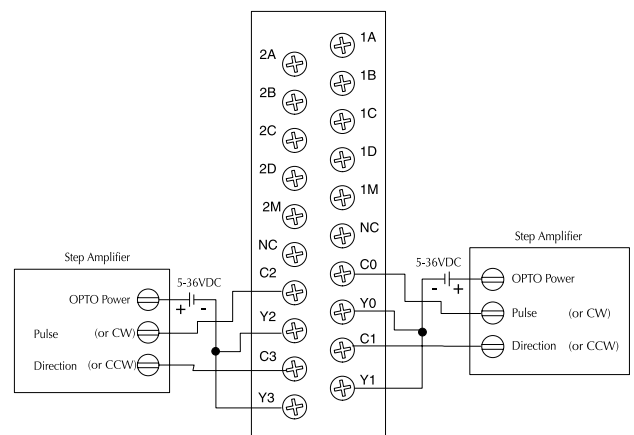 1A
2A
1B
2B
1C
2C
1D
2D
1M
2M
NC
NC
Step Amplifier
OPTO Power
5-36VDC
+ -
Pulse (or CW)
Direction (or CCW)
C2
Y2
C3
Y3
C0
Y0
C1
Y1
Step Amplifier
5-36VDC
- +
OPTO Power
Pulse (or CW)
Direction (or CCW)